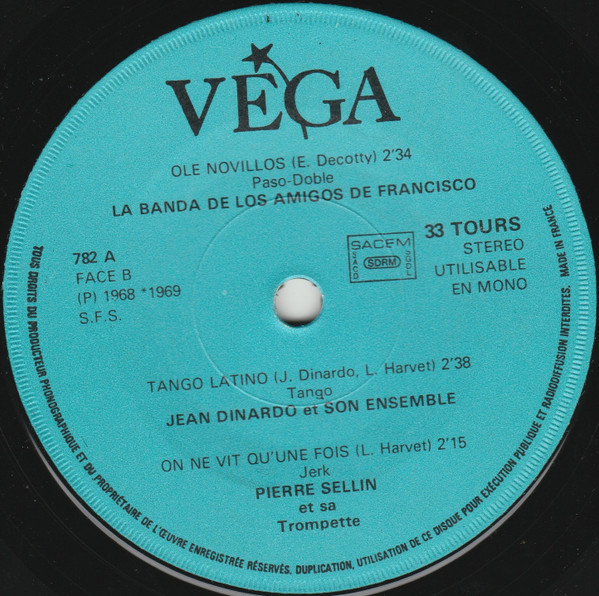 VEGA
OLE NOVILLOS (E. Decotty) 2'34
Paso-Doble
LA BANDA DE LOS AMIGOS DE FRANCISCO
782 A
FACE B
(P) 1968 *1969
S.F.S.
SACEM
SACD
SDRM
SGDL
33 TOURS
STEREO
UTILISABLE
EN MONO
TANGO LATINO (J. Dinardo, L. Harvet) 2'38
Tango
JEAN DINARDO et SON ENSEMBLE
ON NE VIT QU'UNE FOIS (L. Harvet) 2'15
Jerk
PIERRE SELLIN
et sa
Trompette
TOUS DROITS DU PRODUCTEUR PHONOGRAPHIQUE ET DU PROPRIÉTAIRE DE L'ŒUVRE ENREGISTRÉE RÉSERVÉS. DUPLICATION, UTILISATION DE CE DISQUE POUR EXÉCUTION PUBLIQUE ET RADIODIFFUSION INTERDITES. MADE IN FRANCE